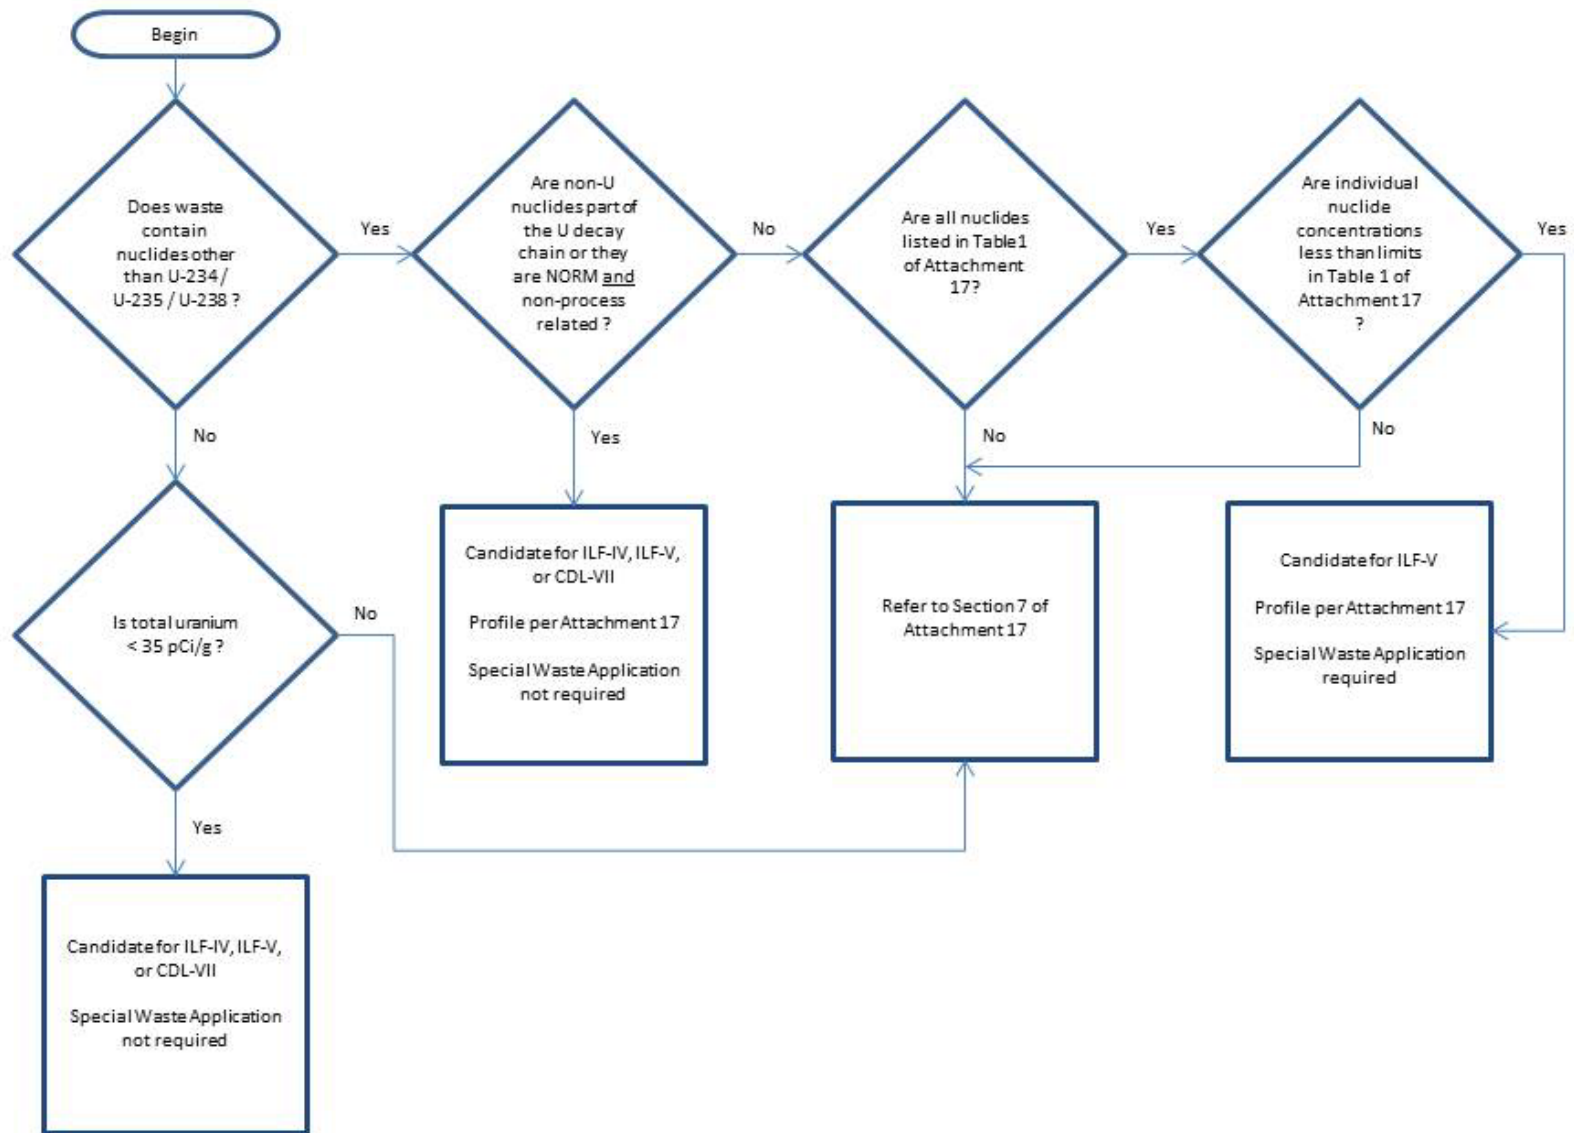 Begin
Does waste
contain
nuclides other
than U-234 /
U-235 / U-238 ?
Yes
Are non-U
nuclides part of
the U decay
chain or they
are NORM and
non-process
related ?
No
Are all nuclides
listed in Table1
of Attachment
17?
Yes
Are individual
nuclide
concentrations
less than limits
in Table 1 of
Attachment 17
?
Yes
No
Yes
No
No
Is total uranium
< 35 pCi/g ?
No
Candidate for ILF-IV, ILF-V,
or CDL-VII
Profile per Attachment 17
Special Waste Application
not required
Refer to Section 7 of
Attachment 17
Candidate for ILF-V
Profile per Attachment 17
Special Waste Application
required
Yes
Candidate for ILF-IV, ILF-V,
or CDL-VII
Special Waste Application
not required